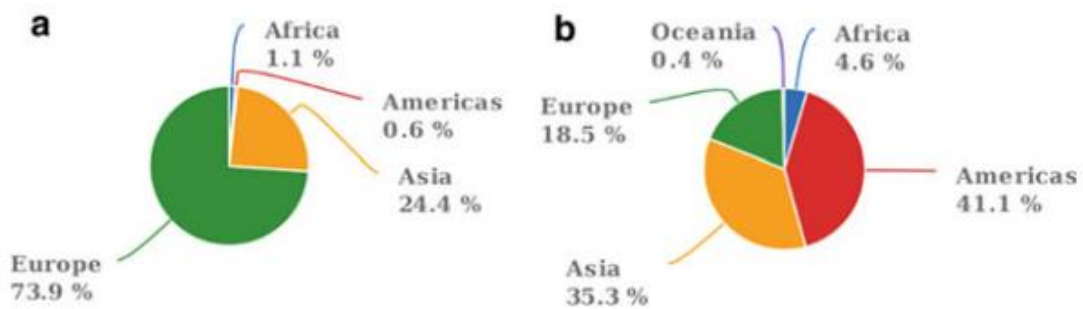 a
Africa
1.1 %
Americas
0.6 %
Asia
24.4 %
Europe
73.9 %
b
Oceania
0.4 %
Africa
4.6 %
Europe
18.5 %
Americas
41.1 %
Asia
35.3 %